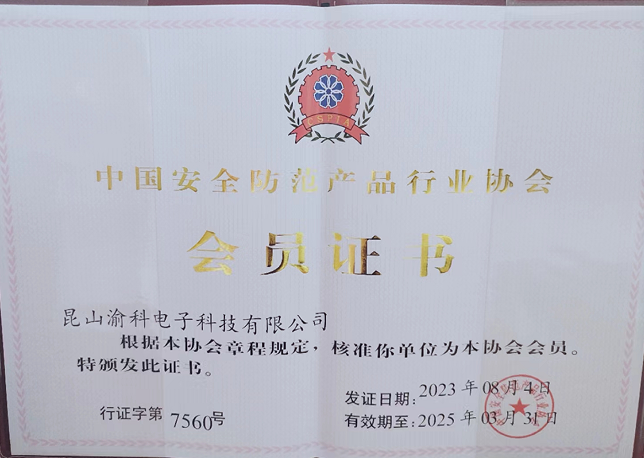 CSPIA
中国安全防范产品行业协会
会员证书
昆山渝科电子科技有限公司
根据本协会章程规定，核准你单位为本协会会员。
特颁发此证书。
发证日期：2023 年 08 月 4 日
行证字第 7560 号
有效期至：2025 年 03 月 31 日